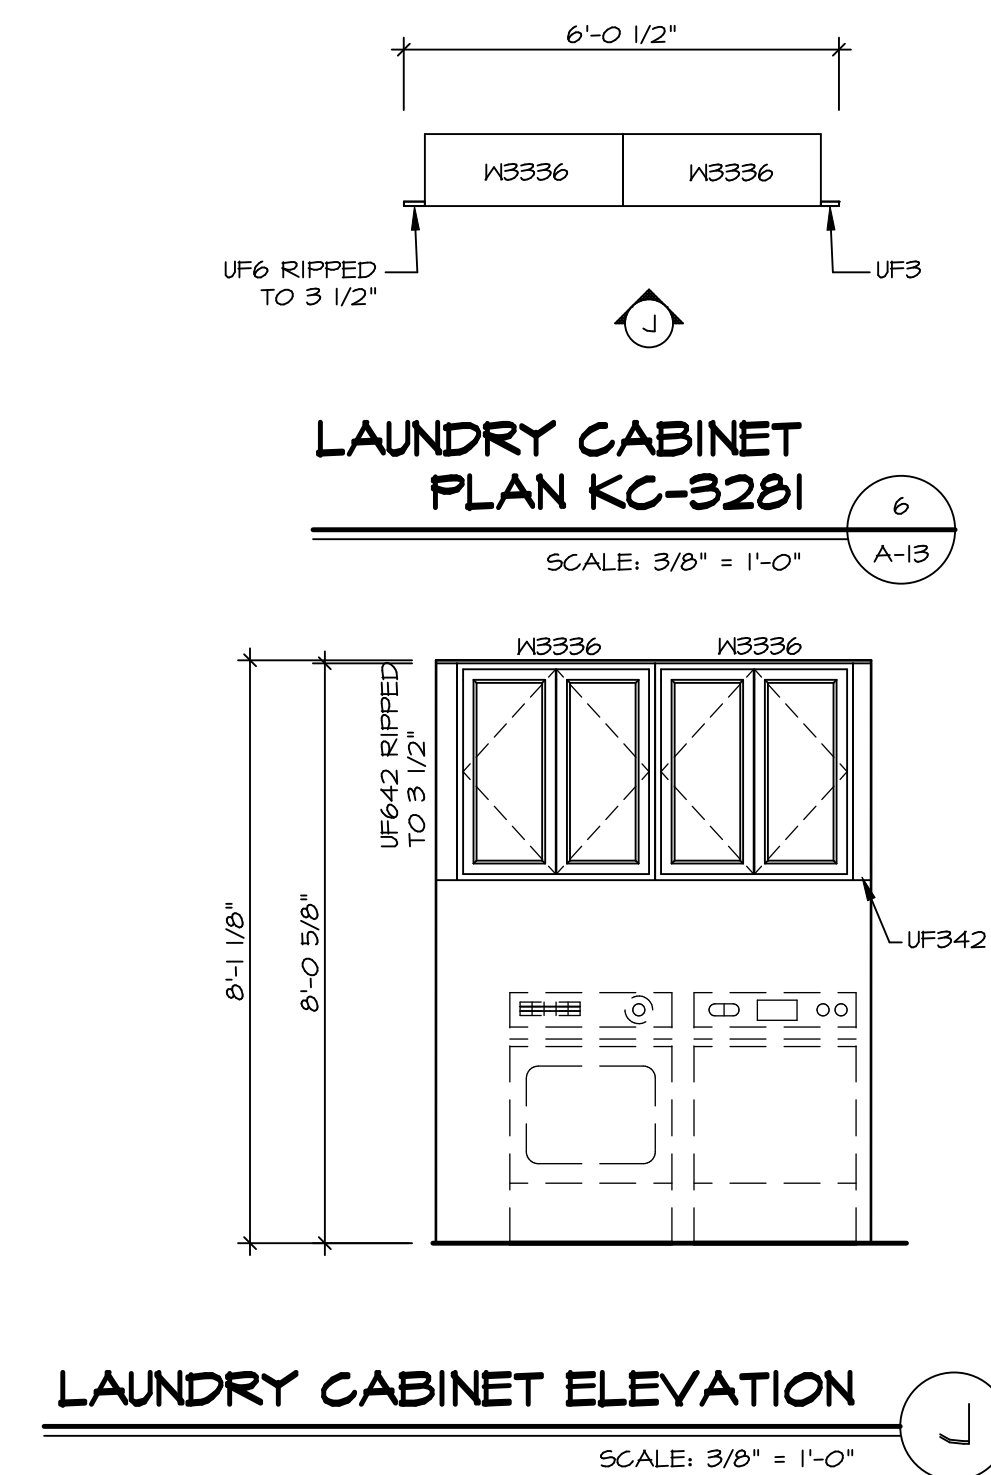 6'-0 1/2"
W3336
W3336
UF6 RIPPED
TO 3 1/2"
UF3
J
LAUNDRY CABINET
PLAN KC-3281
6
A-13
SCALE: 3/8" = 1'-0"
W3336
W3336
UF642 RIPPED
TO 3 1/2"
8'-1 1/8"
8'-0 5/8"
UF342
LAUNDRY CABINET ELEVATION
J
SCALE: 3/8" = 1'-0"